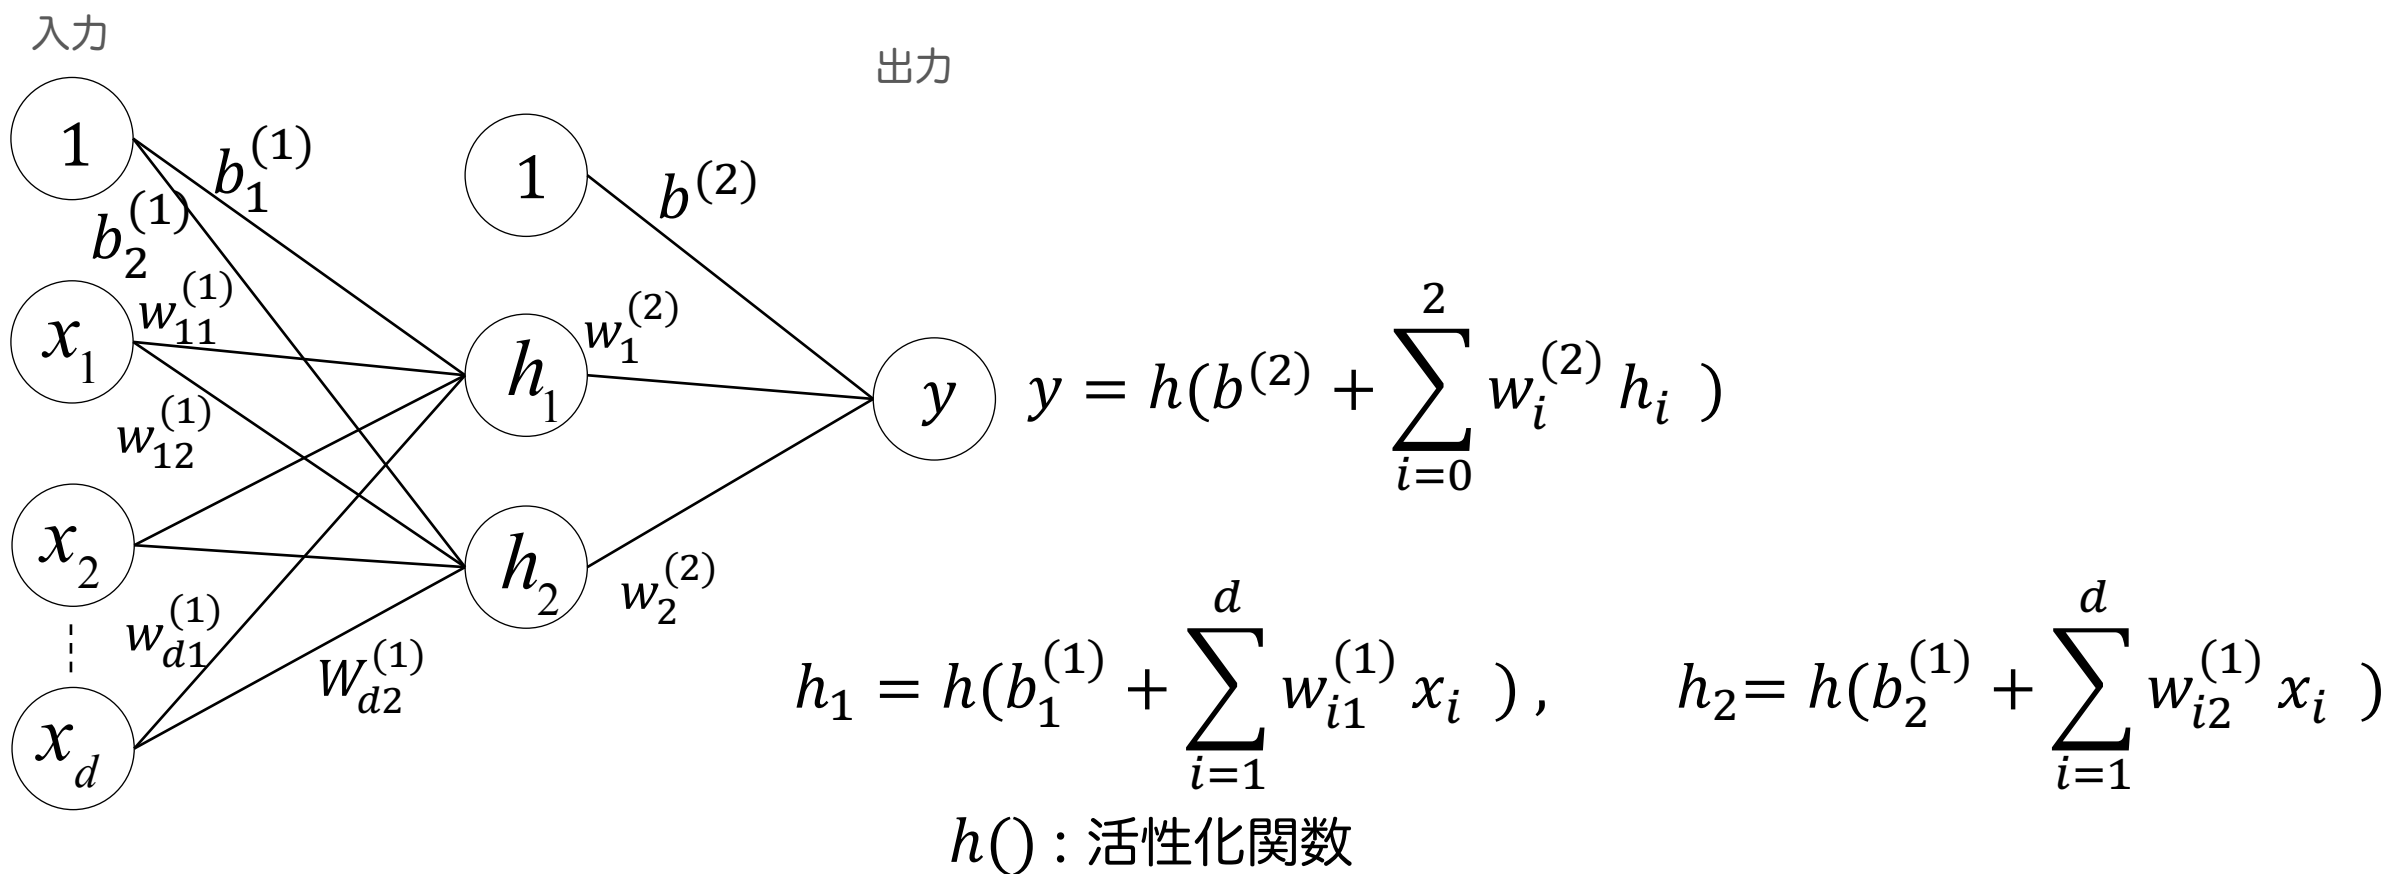 入力
出力
1
b_1^{(1)}
b_2^{(1)}
1
b^{(2)}
x_1
w_{11}^{(1)}
w_{12}^{(1)}
h_1
w_1^{(2)}
y
y = h(b^{(2)} + \sum_{i=0}^{2} w_i^{(2)} h_i )
x_2
h_2
w_2^{(2)}
w_{d1}^{(1)}
W_{d2}^{(1)}
x_d
h_1 = h(b_1^{(1)} + \sum_{i=1}^{d} w_{i1}^{(1)} x_i ) ,
h_2= h(b_2^{(1)} + \sum_{i=1}^{d} w_{i2}^{(1)} x_i )
h() : 活性化関数